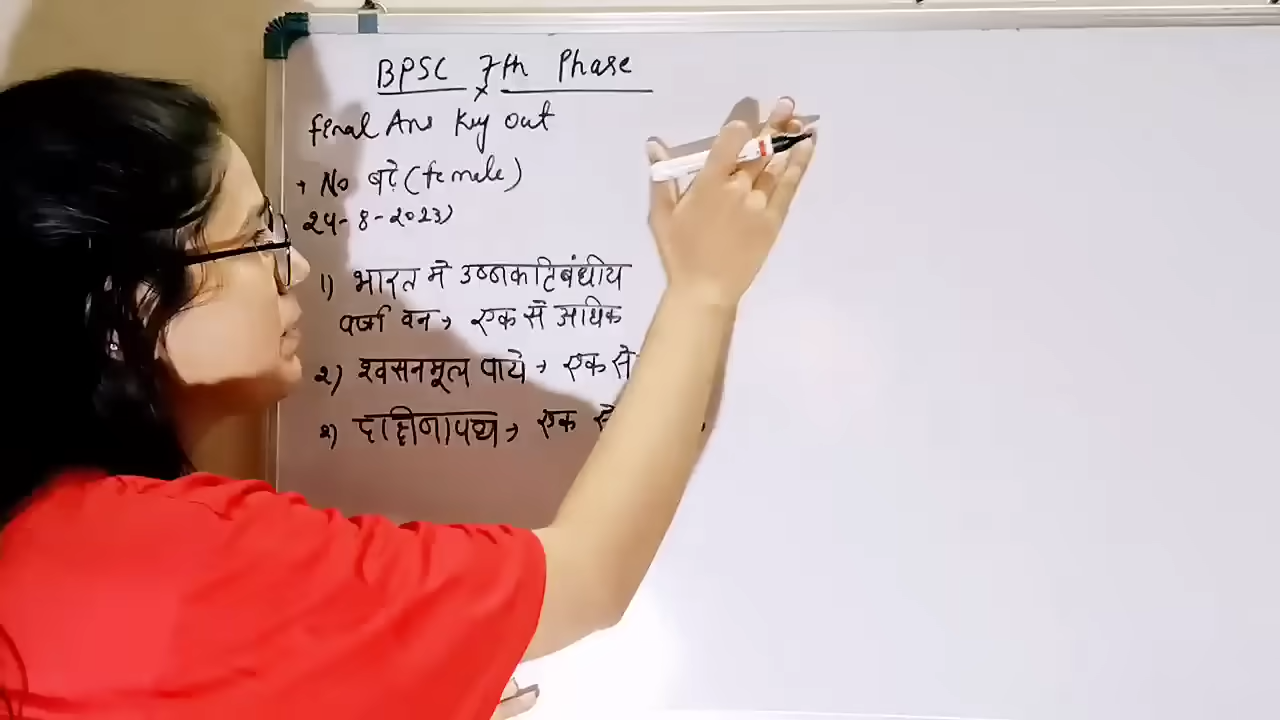 BPSC 7th Phase
final Ans Key out
→ No बढ़े (female)
24-8-2023)
1) भारत में उष्णकटिबंधीय
वर्षा वन → एक से अधिक
2) श्वसनमूल पाये → एक से
3) दाहीनापथ → एक से